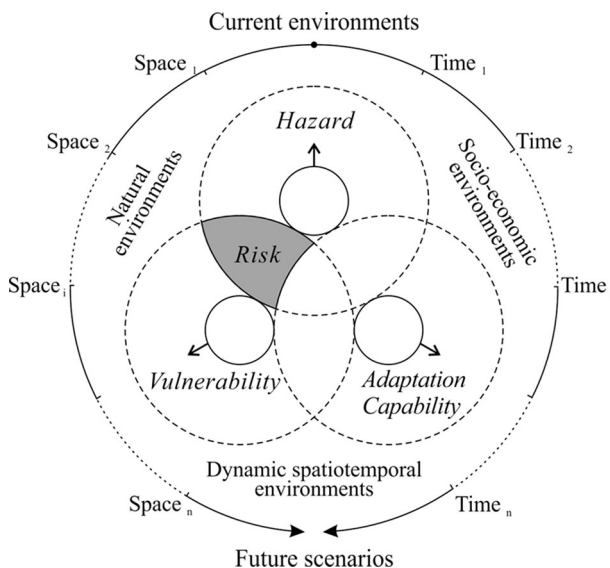 Current environments
Space 1
Time 1
Hazard
Space 2
Time 2
Natural
environments
Socio-economic
environments
Risk
Space i
Time
Vulnerability
Adaptation
Capability
Dynamic spatiotemporal
environments
Space n
Time n
Future scenarios